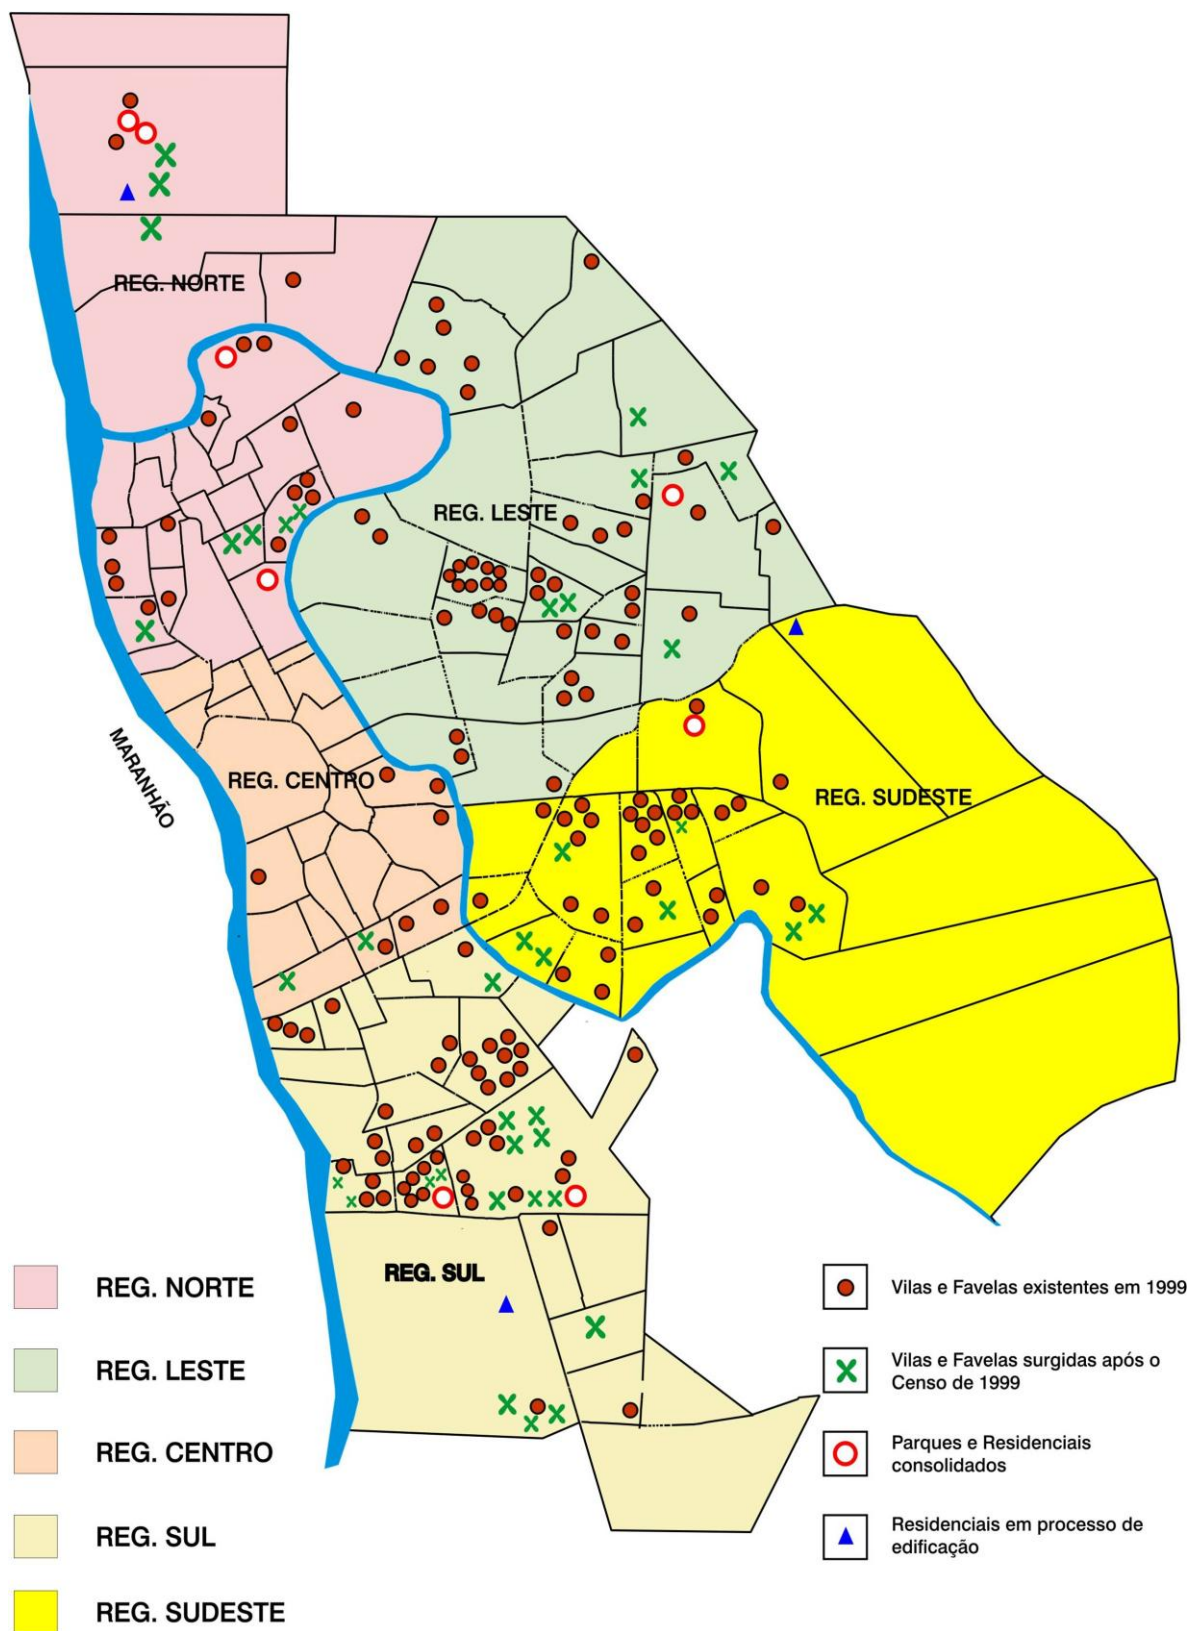 REG. NORTE
REG. LESTE
MARANHÃO
REG. CENTRO
REG. SUDESTE
REG. SUL
REG. NORTE
REG. LESTE
REG. CENTRO
REG. SUL
REG. SUDESTE
Vilas e Favelas existentes em 1999
Vilas e Favelas surgidas após o
Censo de 1999
Parques e Residenciais
consolidados
Residenciais em processo de
edificação